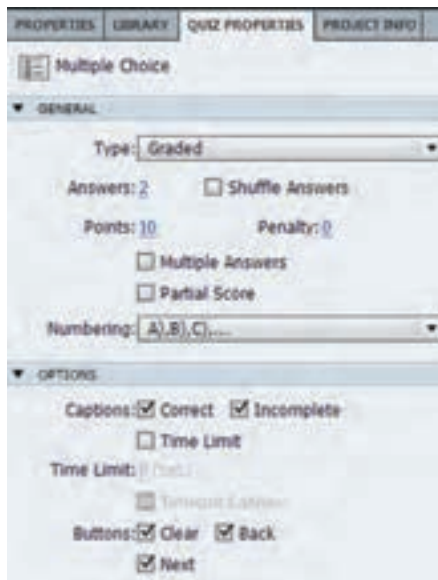 PROPERTIES LIBRARY QUIZ PROPERTIES PROJECT INFO
Multiple Choice
GENERAL
Type: Graded
Answers: 2 Shuffle Answers
Points: 10 Penalty: 0
Multiple Answers
Partial Score
Numbering: A),B),C),....
OPTIONS
Captions: Correct Incomplete
Time Limit
Time Limit:
Buttons: Clear Back
Next